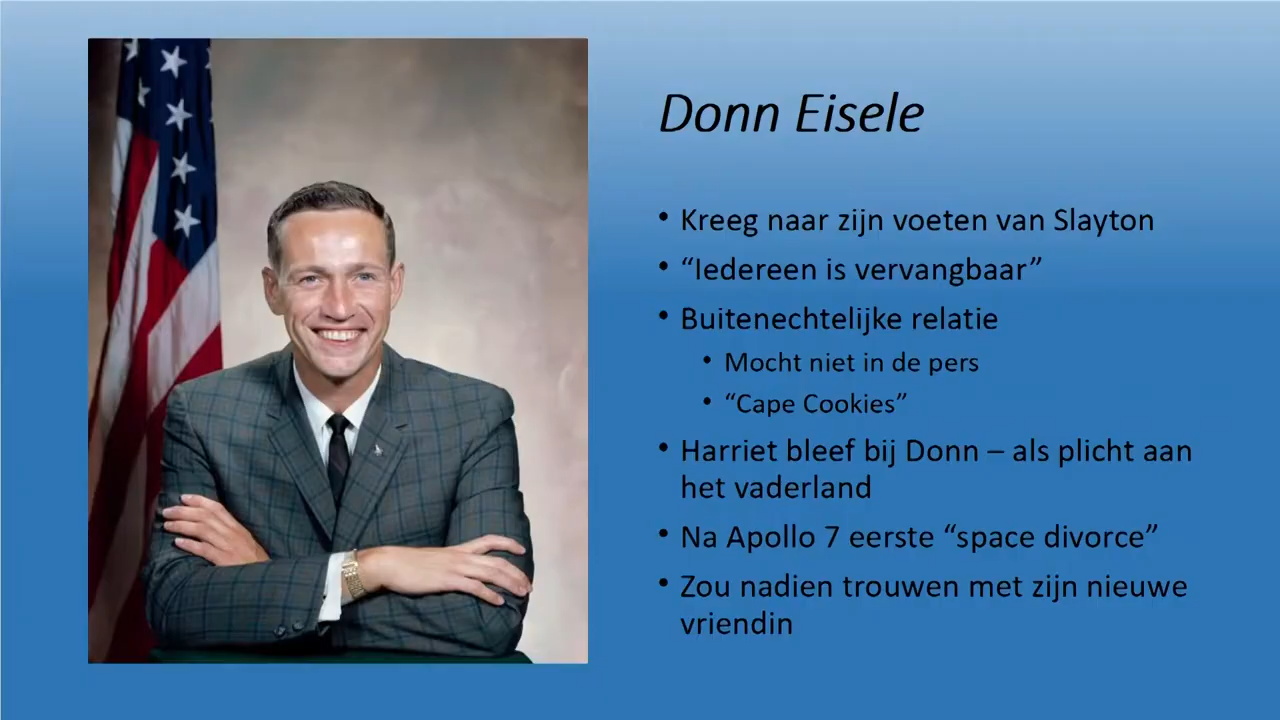 Donn Eisele
• Kreeg naar zijn voeten van Slayton
• “Iedereen is vervangbaar”
• Buitenechtelijke relatie
• Mocht niet in de pers
• “Cape Cookies”
• Harriet bleef bij Donn – als plicht aan
het vaderland
• Na Apollo 7 eerste “space divorce”
• Zou nadien trouwen met zijn nieuwe
vriendin